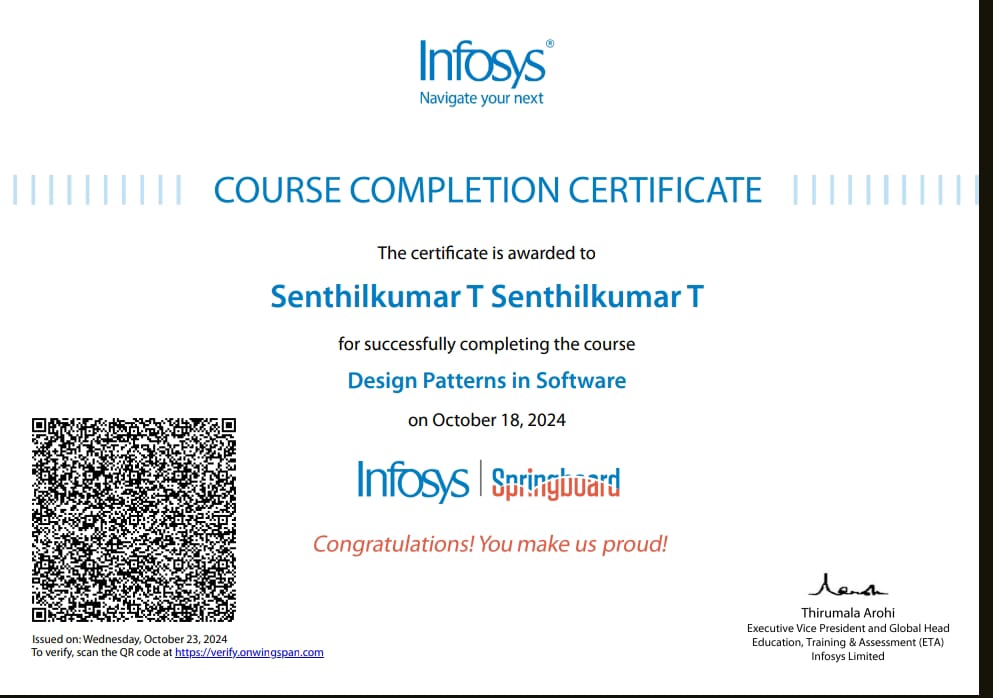 Infosys®
Navigate your next
COURSE COMPLETION CERTIFICATE
The certificate is awarded to
Senthilkumar T Senthilkumar T
for successfully completing the course
Design Patterns in Software
on October 18, 2024
Infosys | Springboard
Congratulations! You make us proud!
Thirumala Arohi
Executive Vice President and Global Head
Education, Training & Assessment (ETA)
Infosys Limited
Issued on: Wednesday, October 23, 2024
To verify, scan the QR code at https://verify.onwingspan.com